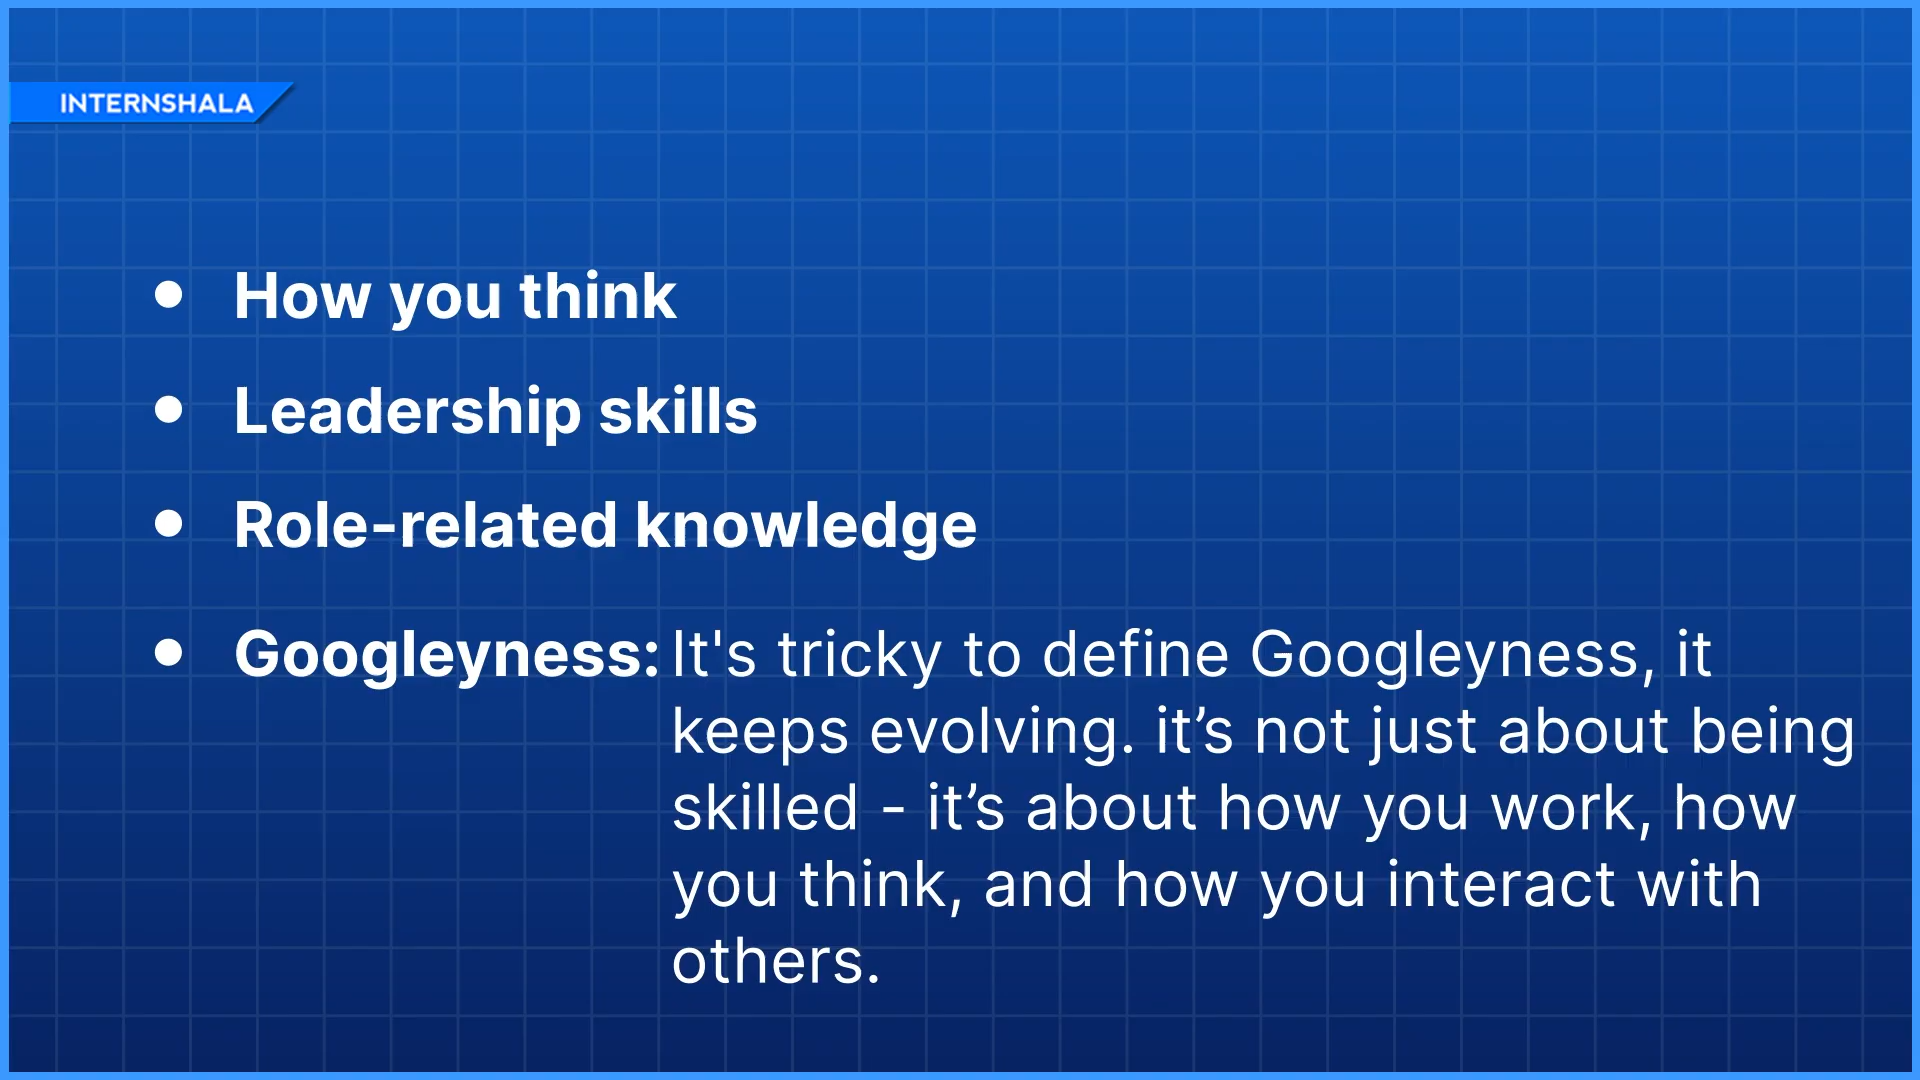 INTERNSHALA
• How you think
• Leadership skills
• Role-related knowledge
• Googleyness: It's tricky to define Googleyness, it
keeps evolving. it’s not just about being
skilled - it’s about how you work, how
you think, and how you interact with
others.